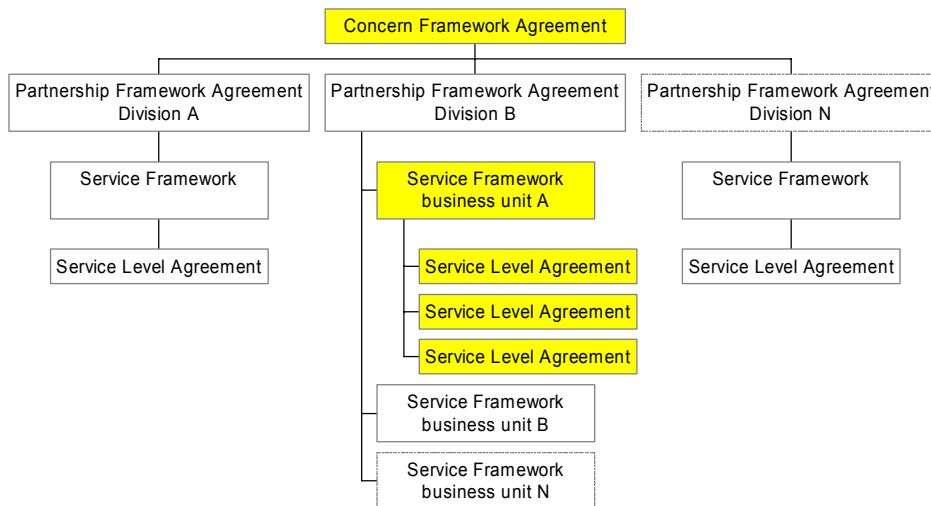 Concern Framework Agreement
Partnership Framework Agreement
Division A
Partnership Framework Agreement
Division B
Partnership Framework Agreement
Division N
Service Framework
Service Framework
business unit A
Service Framework
Service Level Agreement
Service Level Agreement
Service Level Agreement
Service Level Agreement
Service Level Agreement
Service Framework
business unit B
Service Framework
business unit N